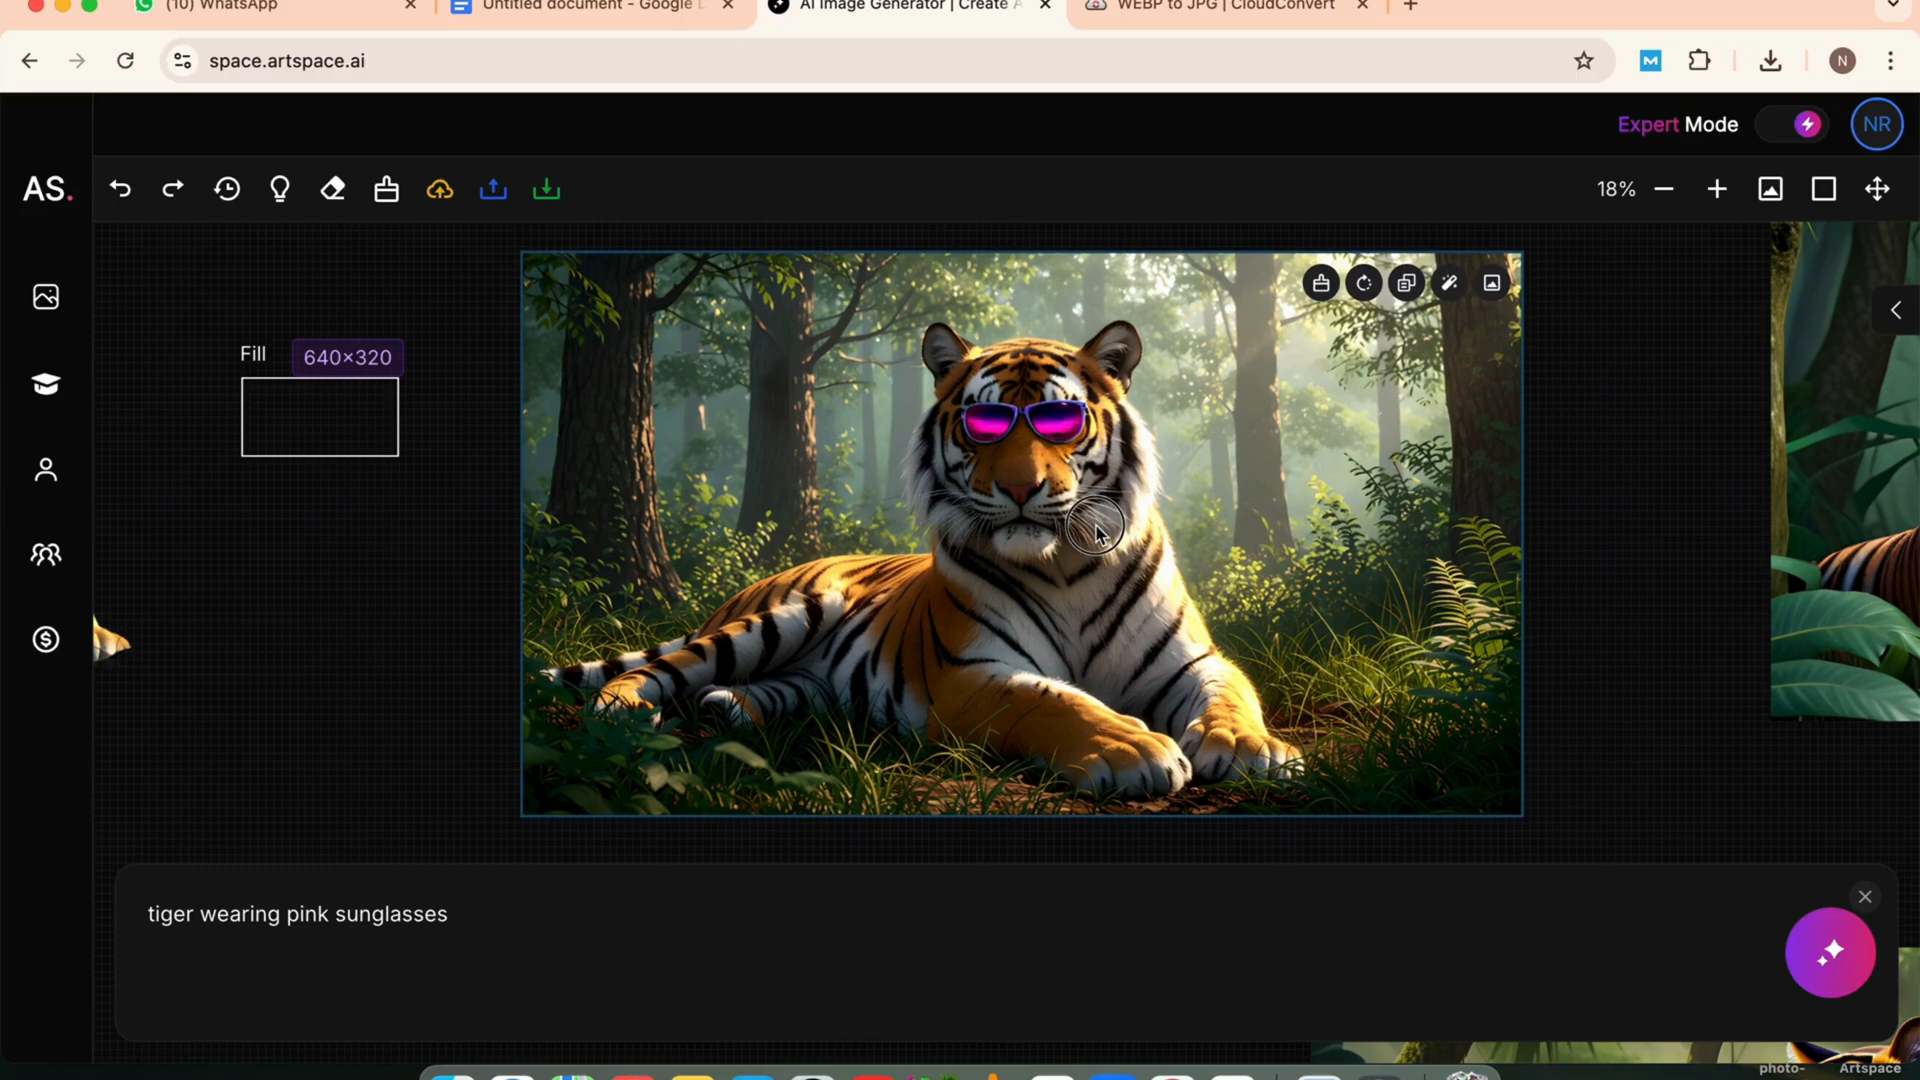 (10) WhatsApp
Untitled document - Google D
AI Image Generator | Create A
WEBP to JPG | CloudConvert
space.artspace.ai
N
Expert Mode
NR
AS.
18%
Fill 640×320
tiger wearing pink sunglasses
photo-
Artspace